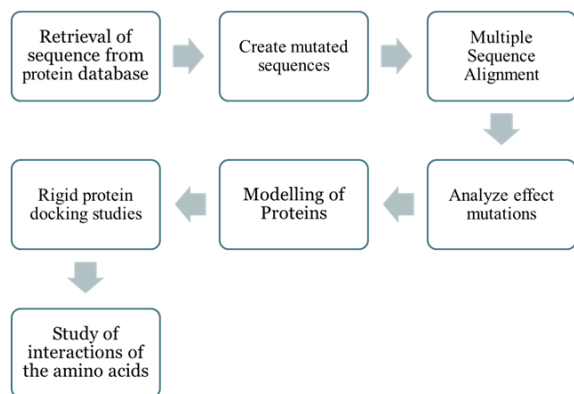 Retrieval of
sequence from
protein database
Create mutated
sequences
Multiple
Sequence
Alignment
Analyze effect
mutations
Modelling of
Proteins
Rigid protein
docking studies
Study of
interactions of
the amino acids